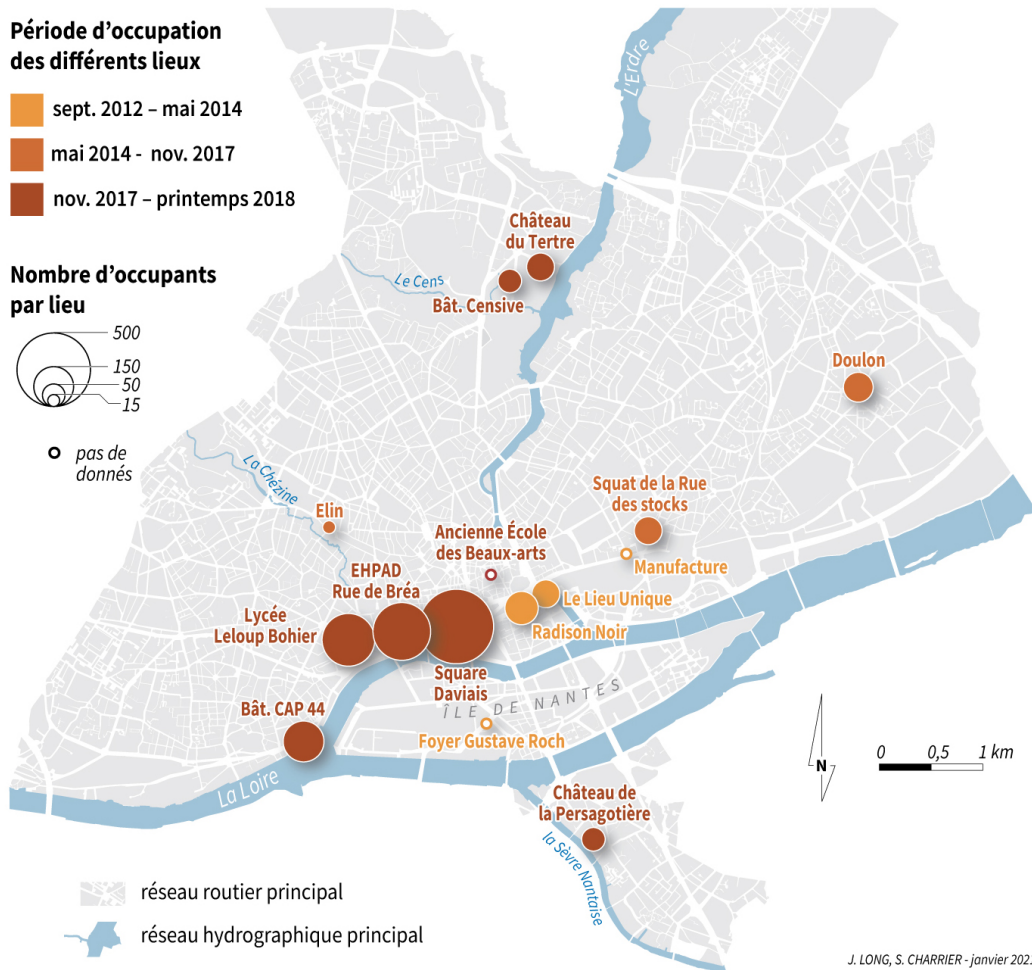 Période d'occupation
des différents lieux
sept. 2012 – mai 2014
mai 2014 - nov. 2017
nov. 2017 – printemps 2018
Nombre d'occupants
par lieu
500
150
50
15
pas de
donnés
L'Erdre
Château
du Tertre
Le Cens
Bât. Censive
Doulon
La Chézine
Elin
Squat de la Rue
des stocks
Ancienne École
des Beaux-arts
Manufacture
EHPAD
Rue de Bréa
Le Lieu Unique
Lycée
Leloup Bohier
Radison Noir
Square
Daviais
ÎLE DE NANTES
Bât. CAP 44
Foyer Gustave Roch
La Loire
N
0 0,5 1 km
Château de
la Persagotière
la Sèvre Nantaise
réseau routier principal
réseau hydrographique principal
J. LONG, S. CHARRIER - janvier 202